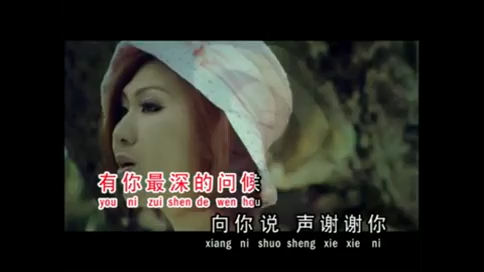 有你最深的问候
you ni zui shen de wen hou
向你说 声谢谢你
xiang ni shuo sheng xie xie ni